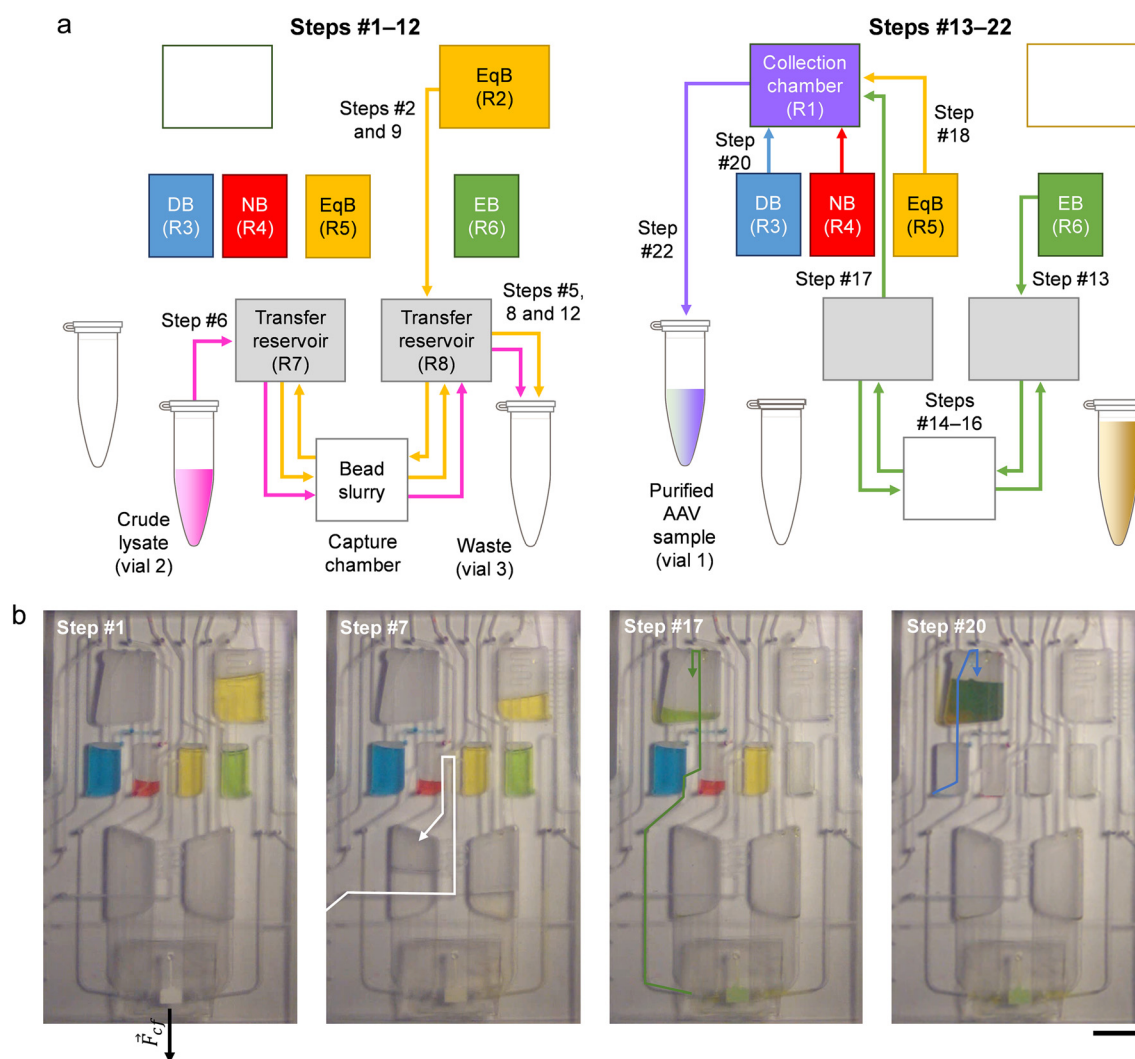 a
Steps #1–12
EqB
(R2)
Steps #2
and 9
DB
(R3)
NB
(R4)
EqB
(R5)
EB
(R6)
Step #6
Transfer
reservoir
(R7)
Transfer
reservoir
(R8)
Steps #5,
8 and 12
Bead
slurry
Crude
lysate
(vial 2)
Capture
chamber
Waste
(vial 3)
Steps #13–22
Collection
chamber
(R1)
Step
#18
Step
#20
DB
(R3)
NB
(R4)
EqB
(R5)
EB
(R6)
Step
#22
Step #17
Step #13
Steps
#14–16
Purified
AAV
sample
(vial 1)
b
Step #1
Step #7
Step #17
Step #20
F⃗cf